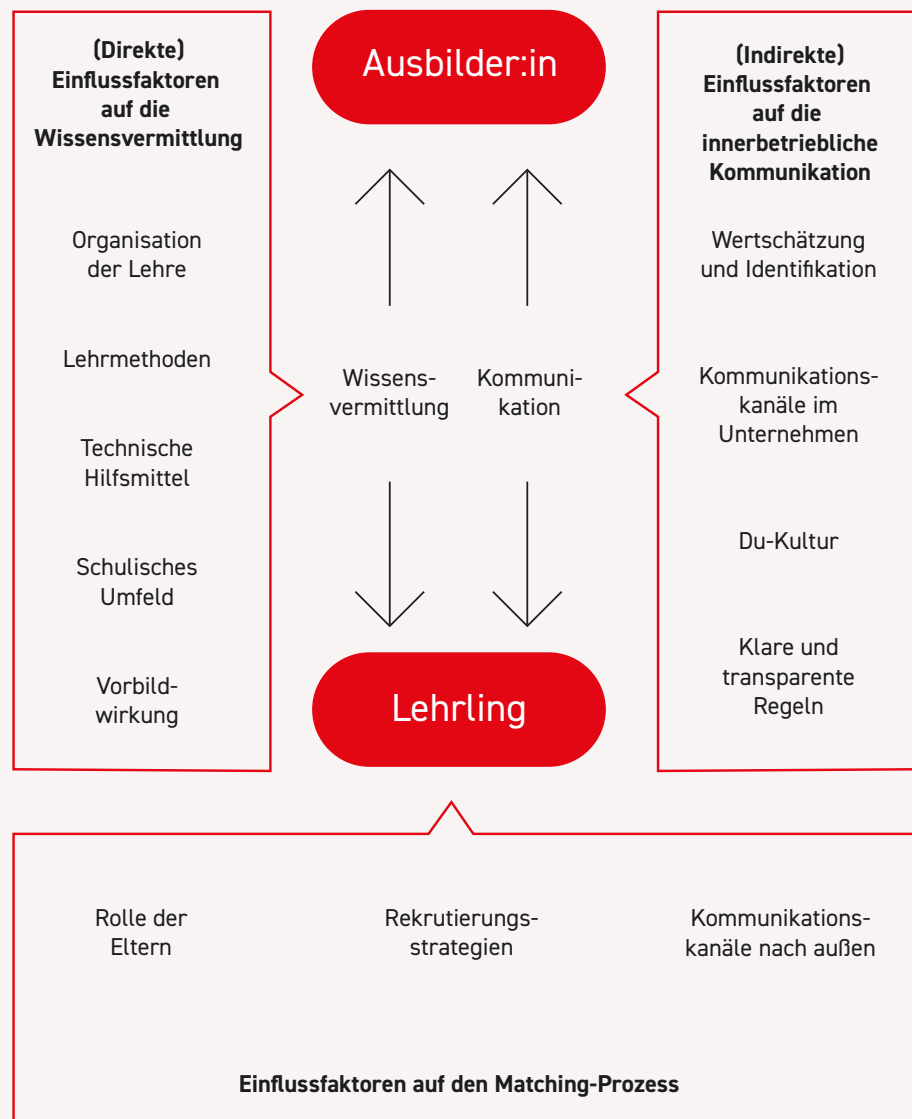 (Direkte)
Einflussfaktoren
auf die
Wissensvermittlung
Organisation
der Lehre
Lehrmethoden
Technische
Hilfsmittel
Schulisches
Umfeld
Vorbild-
wirkung
Ausbilder:in
Wissens-
vermittlung
Kommuni-
kation
Lehrling
(Indirekte)
Einflussfaktoren
auf die
innerbetriebliche
Kommunikation
Wertschätzung
und Identifikation
Kommunikations-
kanäle im
Unternehmen
Du-Kultur
Klare und
transparente
Regeln
Rolle der
Eltern
Rekrutierungs-
strategien
Kommunikations-
kanäle nach außen
Einflussfaktoren auf den Matching-Prozess